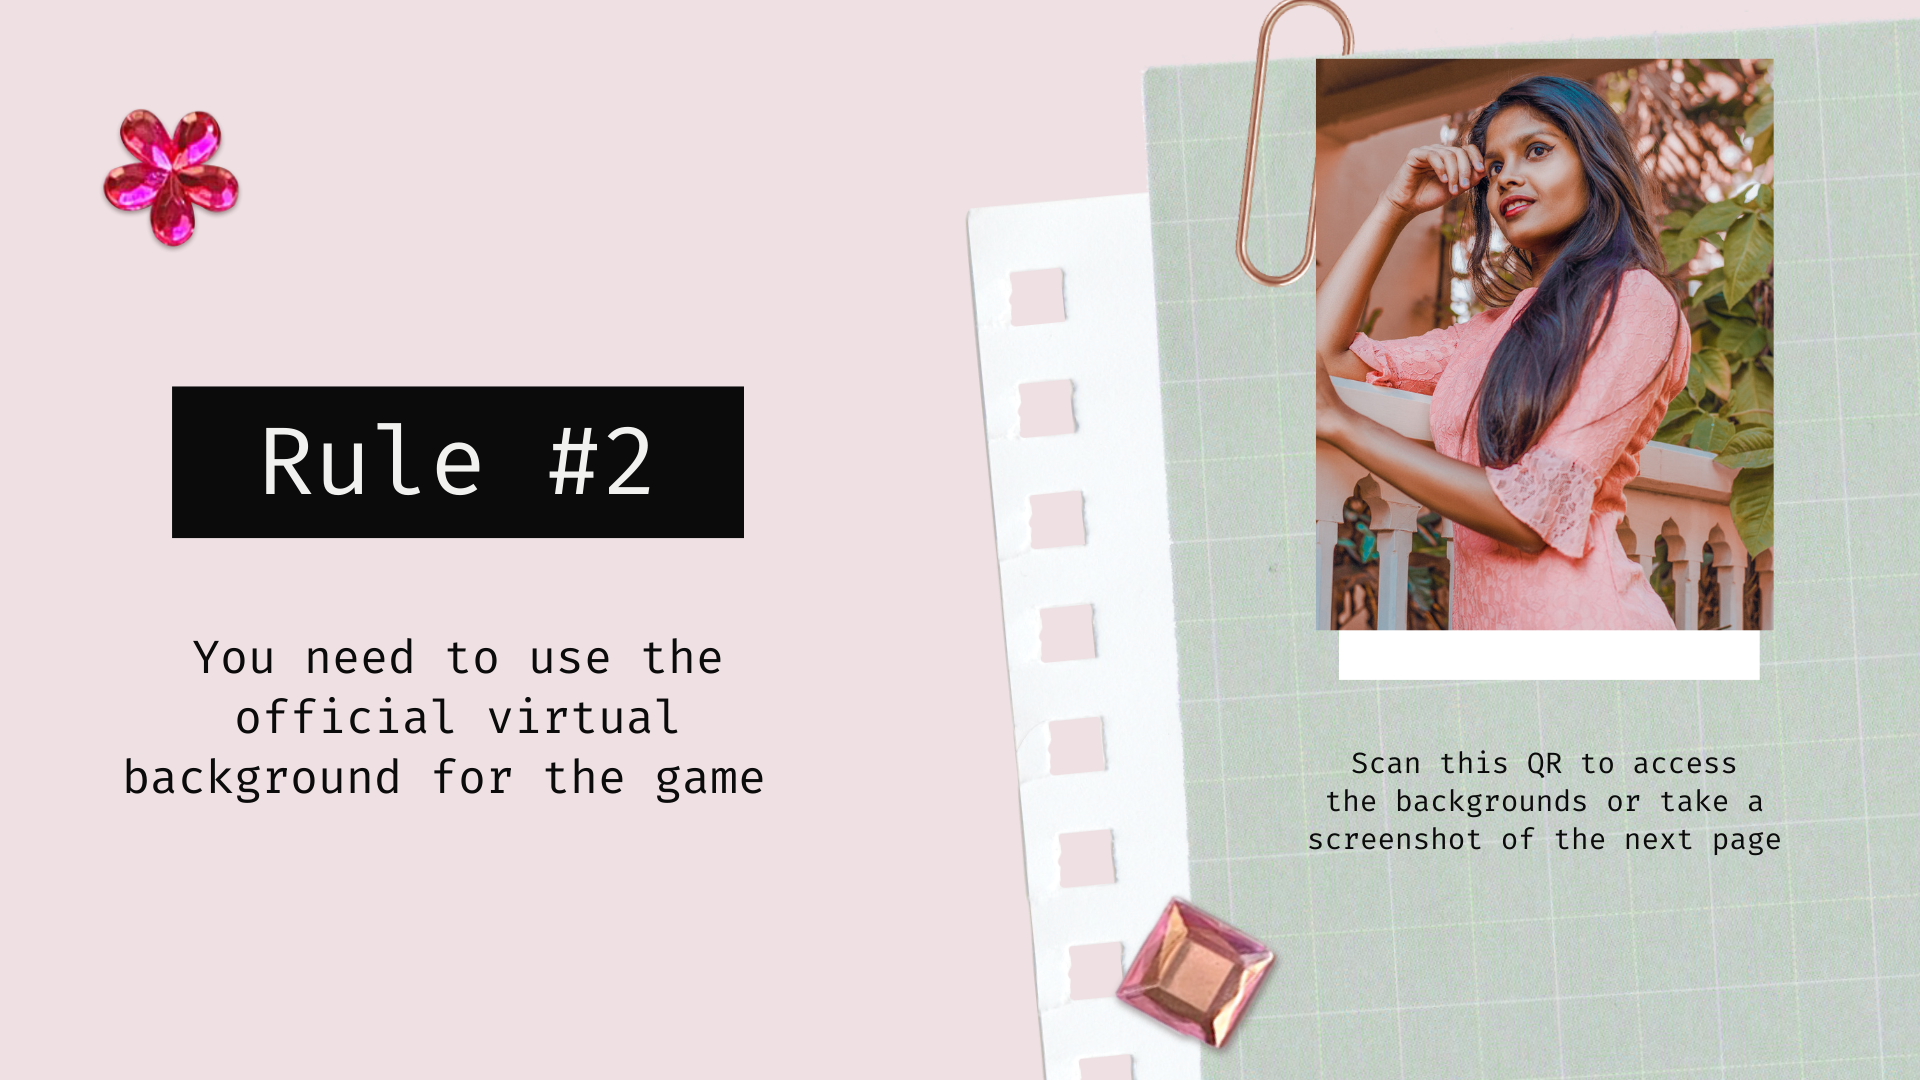 Rule #2
You need to use the
official virtual
background for the game
Scan this QR to access
the backgrounds or take a
screenshot of the next page